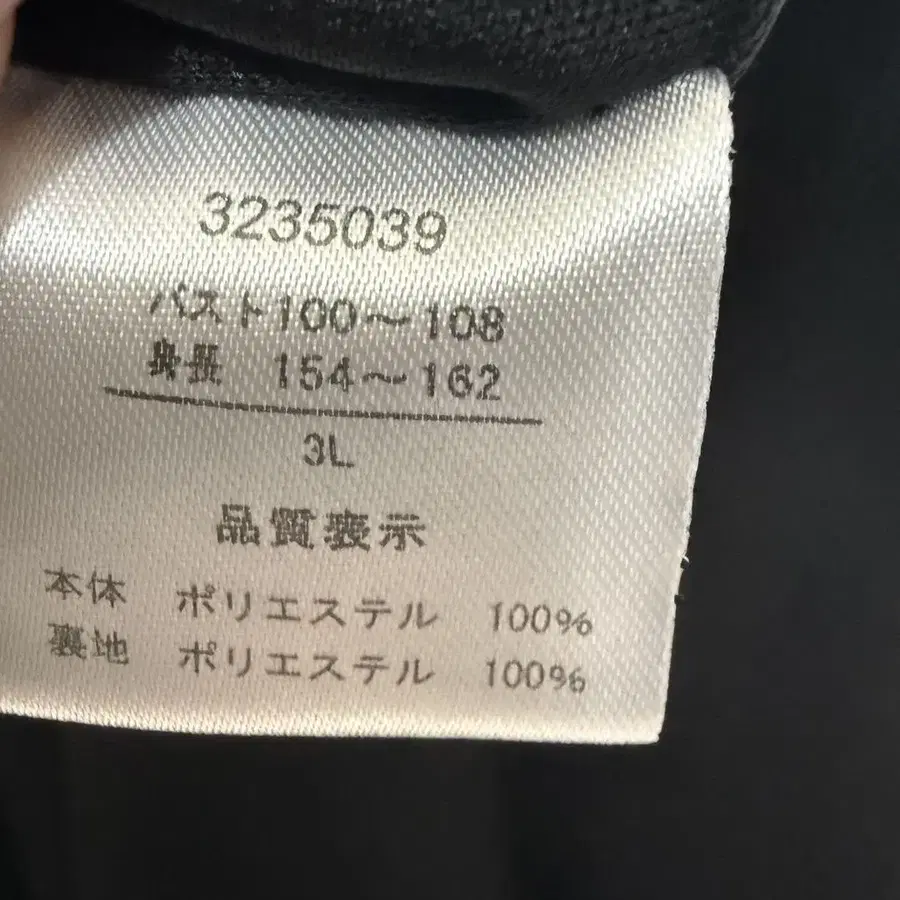 3235039
バスト100～108
身長 154～162
3L
品質表示
本体 ポリエステル 100%
裏地 ポリエステル 100%